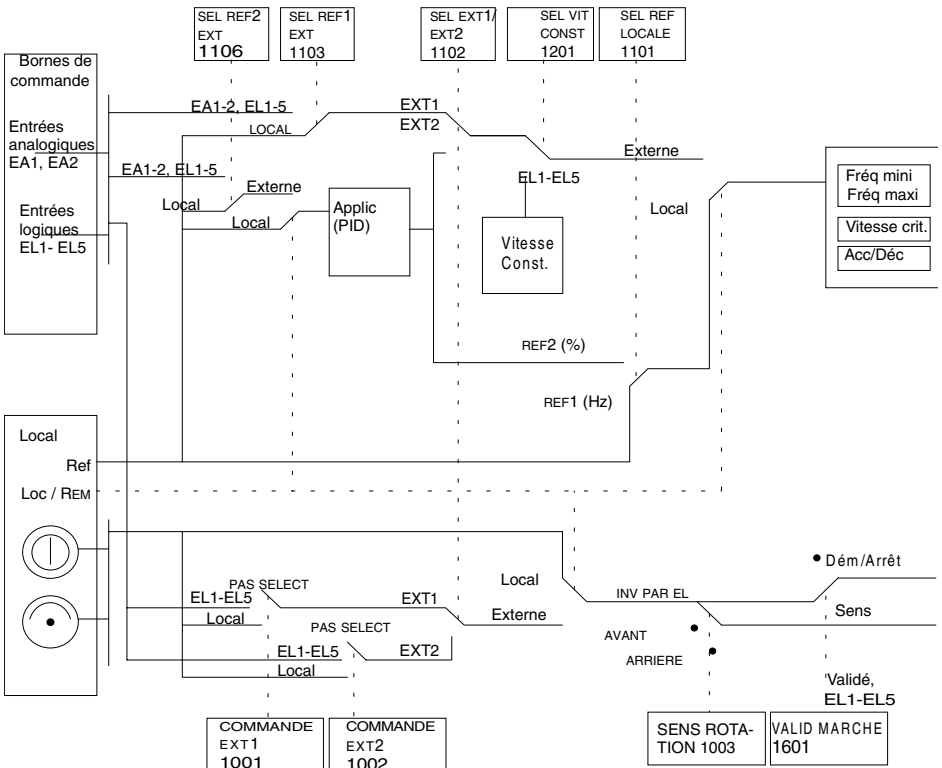 SEL REF2
EXT
1106
SEL REF1
EXT
1103
SEL EXT1/
EXT2
1102
SEL VIT
CONST
1201
SEL REF
LOCALE
1101
Bornes de
commande
Entrées
analogiques
EA1, EA2
Entrées
logiques
EL1- EL5
EA1-2, EL1-5
LOCAL
EXT1
EXT2
Externe
EA1-2, EL1-5
Externe
Local
Local
Applic
(PID)
EL1-EL5
Vitesse
Const.
Local
Fréq mini
Fréq maxi
Vitesse crit.
Acc/Déc
REF2 (%)
REF1 (Hz)
Local
Ref
Loc / REM
PAS SELECT
EL1-EL5
Local
EXT1
PAS SELECT
EL1-EL5
Local
EXT2
Local
Externe
INV PAR EL
Dém/Arrêt
Sens
AVANT
ARRIERE
Validé,
EL1-EL5
COMMANDE
EXT1
1001
COMMANDE
EXT2
1002
SENS ROTA-
TION 1003
VALID MARCHE
1601